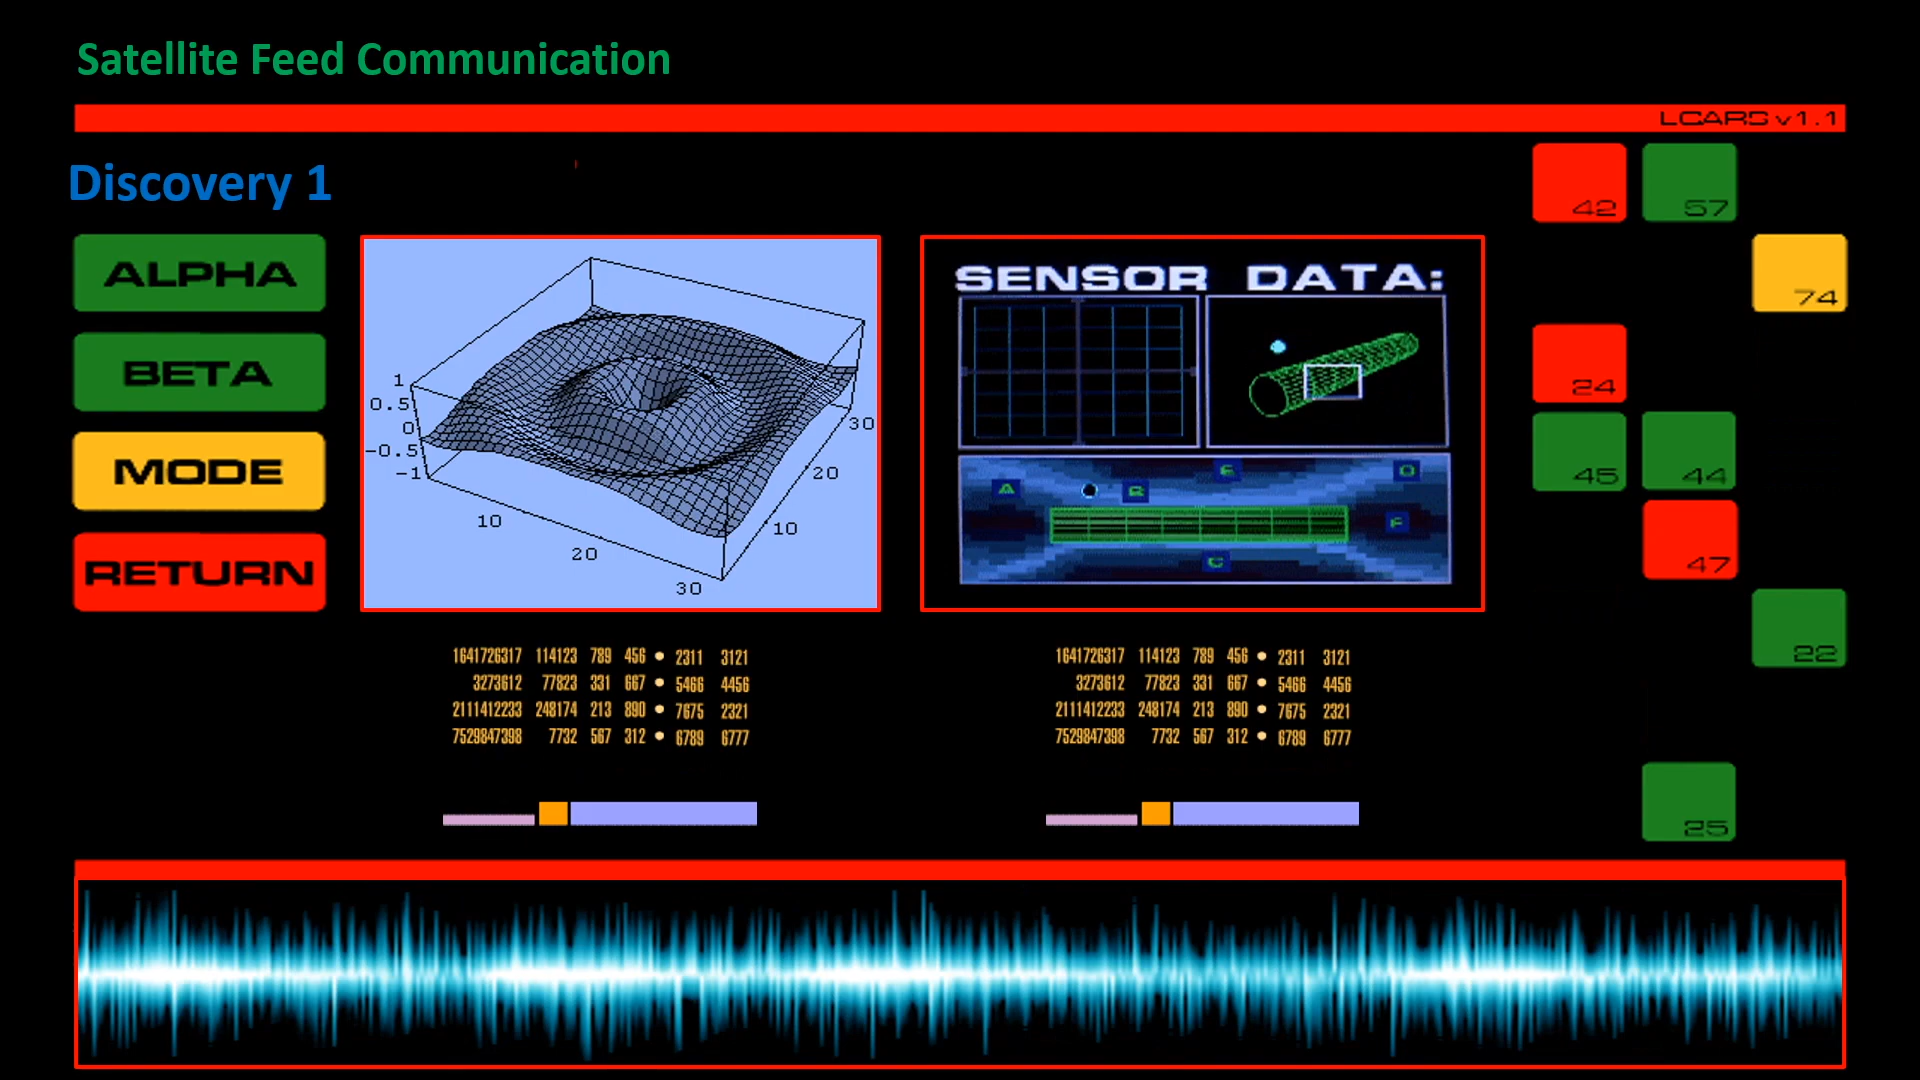 Satellite Feed Communication
LCARS v1.1
Discovery 1
42 57
74
24
45 44
47
22
25
ALPHA
BETA
MODE
RETURN
1
0.5
0
-0.5
-1
10
20
30
10
20
30
SENSOR DATA:
A
B
E
D
F
C
1641726317 114123 789 456 • 2311 3121
3273612 77823 331 667 • 5466 4456
2111412233 248174 213 890 • 7675 2321
7529847398 7732 567 312 • 6789 6777
1641726317 114123 789 456 • 2311 3121
3273612 77823 331 667 • 5466 4456
2111412233 248174 213 890 • 7675 2321
7529847398 7732 567 312 • 6789 6777